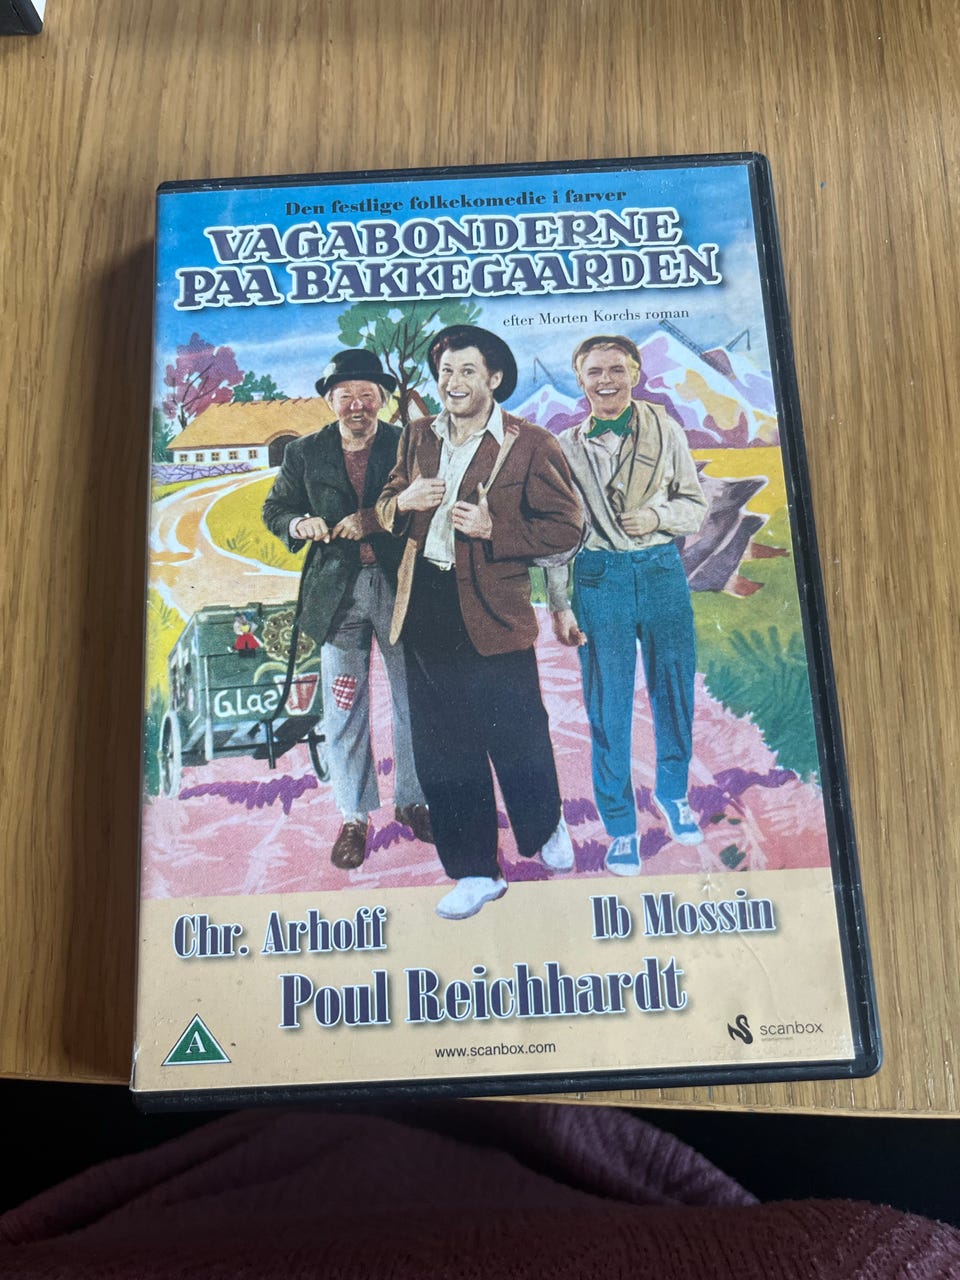 Den festlige folkekomedie i farver
VAGABONDERNE
PAA BAKKEGAARDEN
efter Morten Korchs roman
Glas
Chr. Arhoff
Ib Mossin
Poul Reichhardt
A
www.scanbox.com
scanbox
entertainment